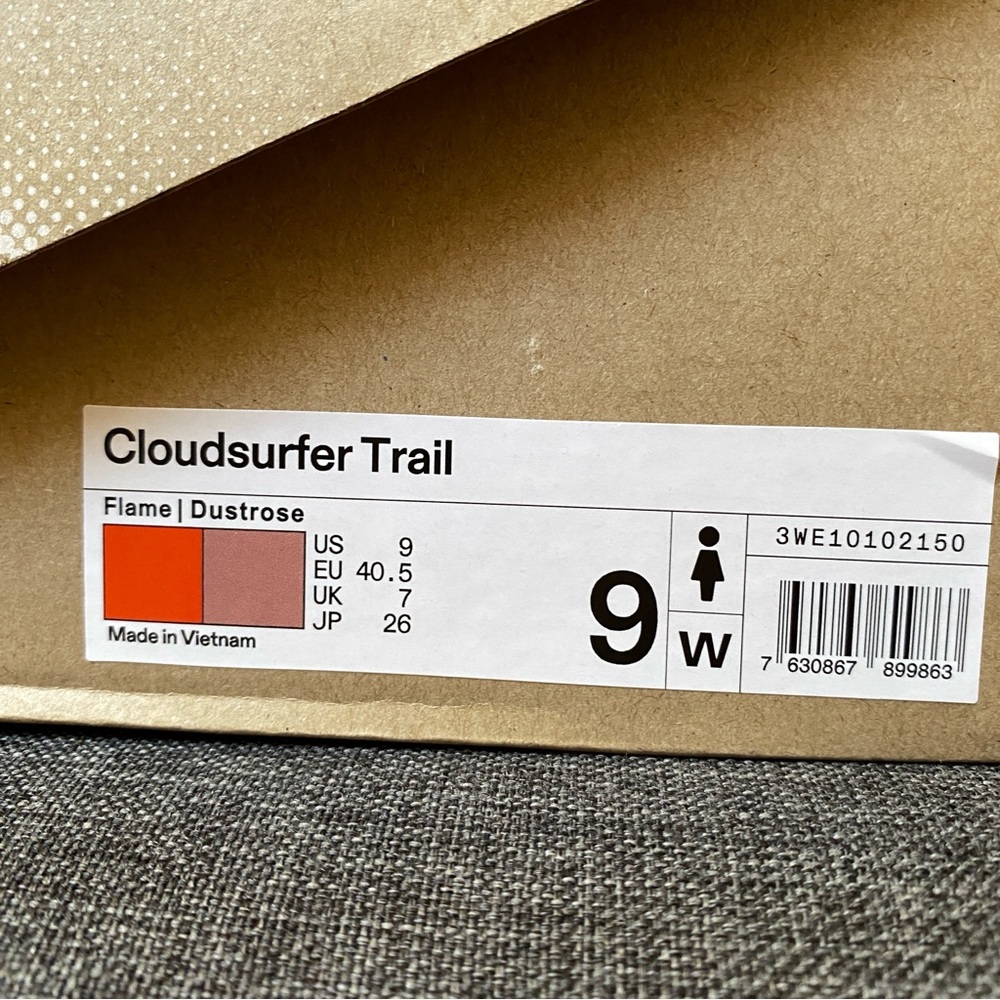 Cloudsurfer Trail
Flame | Dustrose
US 9
EU 40.5
UK 7
JP 26
Made in Vietnam
9
W
3WE10102150
7 630867 899863